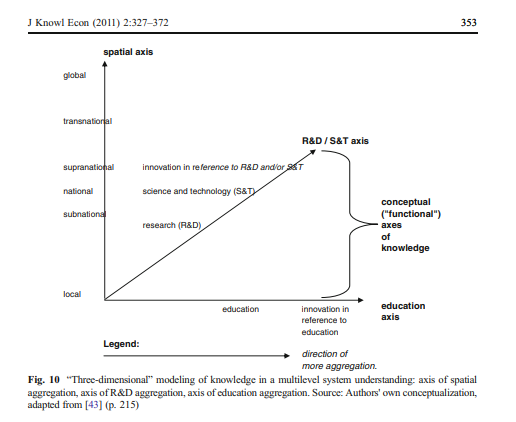 J Knowl Econ (2011) 2:327–372 353
spatial axis
global
transnational
R&D / S&T axis
supranational innovation in reference to R&D and/or S&T
national science and technology (S&T)
subnational
research (R&D)
conceptual
("functional")
axes
of
knowledge
local
education
innovation in
reference to
education
education
axis
Legend:
direction of
more aggregation.
Fig. 10 “Three-dimensional” modeling of knowledge in a multilevel system understanding: axis of spatial
aggregation, axis of R&D aggregation, axis of education aggregation. Source: Authors' own conceptualization,
adapted from [43] (p. 215)